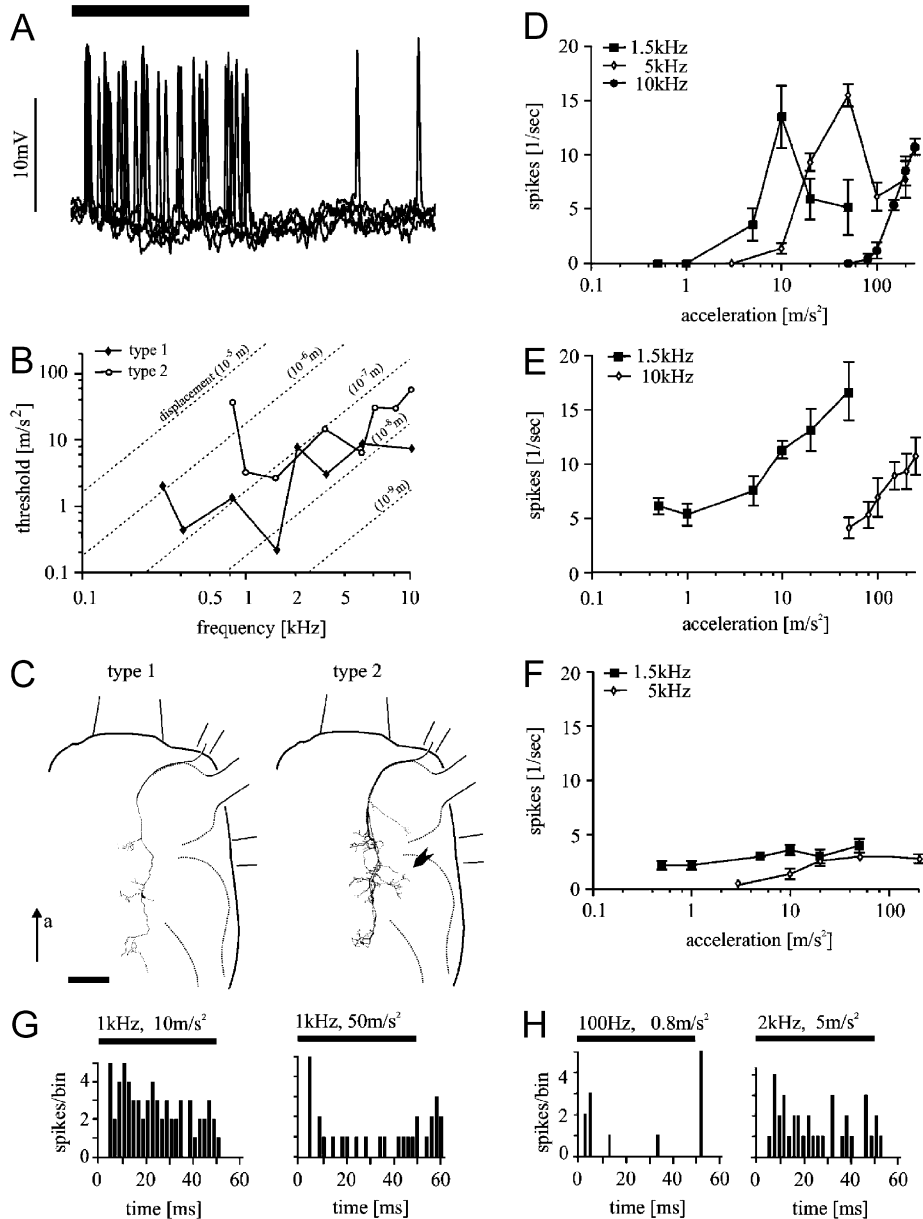 A
10mV
B
type 1
type 2
displacement (10⁻⁵m)
(10⁻⁶m)
(10⁻⁷m)
(10⁻⁸m)
(10⁻⁹m)
100
10
1
0.1
threshold [m/s²]
0.1
0.5
1
2
5
10
frequency [kHz]
C
type 1
type 2
a
D
1.5kHz
5kHz
10kHz
20
15
10
5
0
spikes [1/sec]
0.1
1
10
100
acceleration [m/s²]
E
1.5kHz
10kHz
20
15
10
5
0
spikes [1/sec]
0.1
1
10
100
acceleration [m/s²]
F
1.5kHz
5kHz
20
15
10
5
0
spikes [1/sec]
0.1
1
10
100
acceleration [m/s²]
G
1kHz, 10m/s²
4
2
0
spikes/bin
0
20
40
60
time [ms]
1kHz, 50m/s²
0
20
40
60
time [ms]
H
100Hz, 0.8m/s²
4
2
0
spikes/bin
0
20
40
60
time [ms]
2kHz, 5m/s²
0
20
40
60
time [ms]